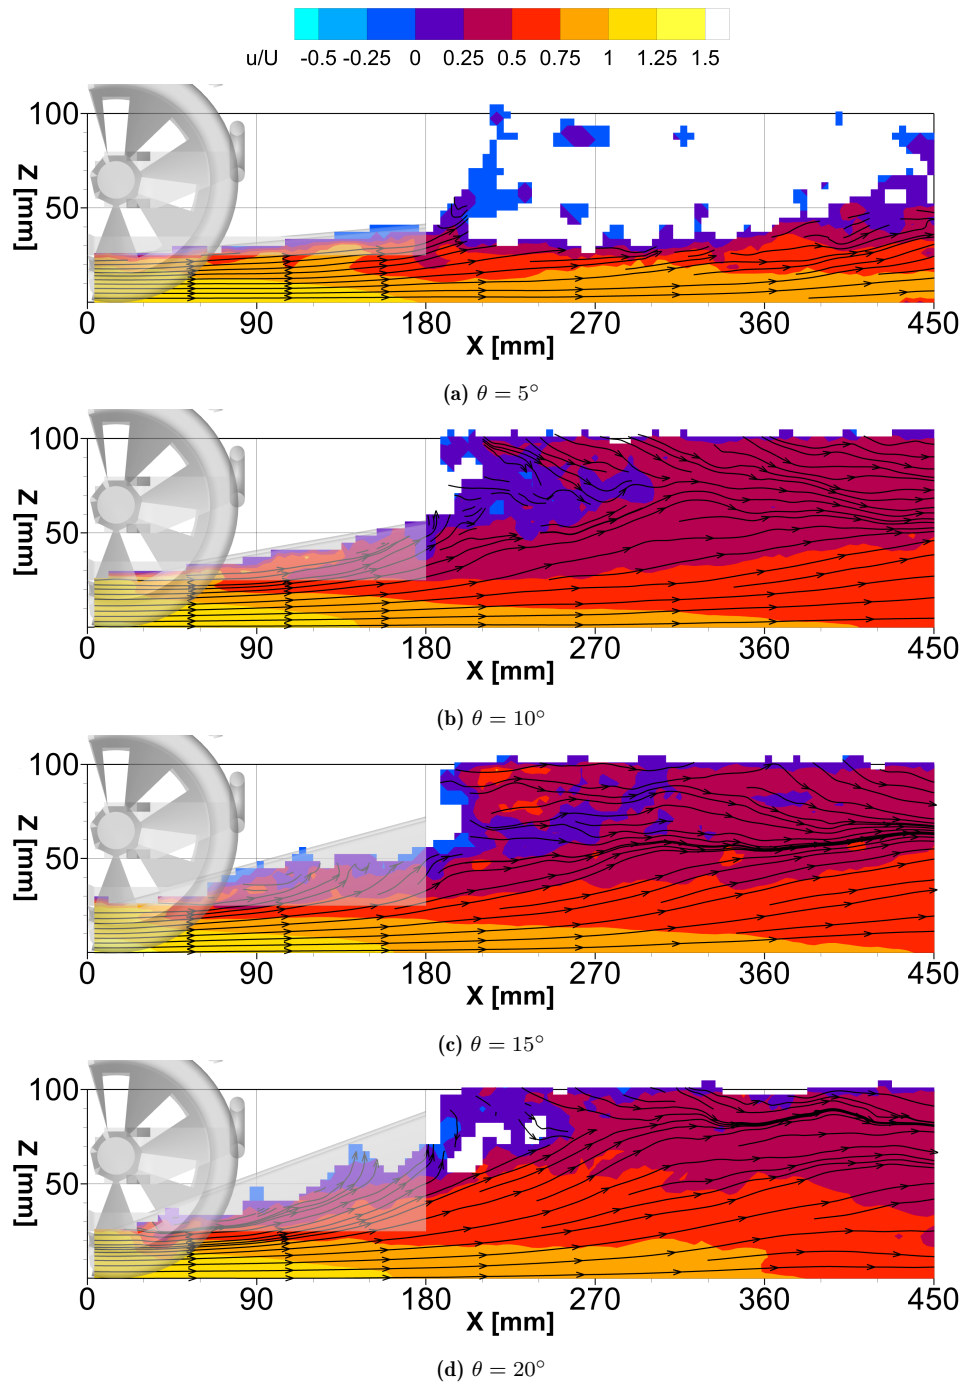 u/U -0.5 -0.25 0 0.25 0.5 0.75 1 1.25 1.5
100
50
Z [mm]
0 90 180 270 360 450
X [mm]
(a) θ = 5°
100
50
Z [mm]
0 90 180 270 360 450
X [mm]
(b) θ = 10°
100
50
Z [mm]
0 90 180 270 360 450
X [mm]
(c) θ = 15°
100
50
Z [mm]
0 90 180 270 360 450
X [mm]
(d) θ = 20°